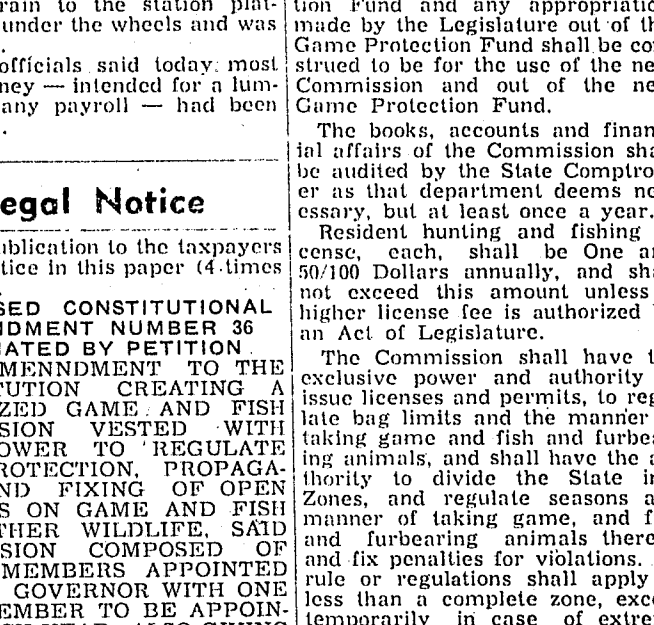 rain to the station plat-
under the wheels and was
.
officials said today most
ney — intended for a lum-
any payroll — had been
.
egal Notice
ublication to the taxpayers
tice in this paper (4 times
SED CONSTITUTIONAL
NDMENT NUMBER 36
IATED BY PETITION
MENNDMENT TO THE
TUTION CREATING A
ZED GAME AND FISH
SION VESTED WITH
OWER TO REGULATE
ROTECTION, PROPAGA-
ND FIXING OF OPEN
S ON GAME AND FISH
THER WILDLIFE, SAID
SION COMPOSED OF
MEMBERS APPOINTED
GOVERNOR WITH ONE
EMBER TO BE APPOIN-
tion Fund and any appropriatio
made by the Legislature out of th
Game Protection Fund shall be co
strued to be for the use of the ne
Commission and out of the ne
Game Protection Fund.
The books, accounts and finan
ial affairs of the Commission sha
be audited by the State Comptro
er as that department deems ne
essary, but at least once a year.
Resident hunting and fishing
cense, each, shall be One a
50/100 Dollars annually, and sha
not exceed this amount unless
higher license fee is authorized
an Act of Legislature.
The Commission shall have t
exclusive power and authority
issue licenses and permits, to reg
late bag limits and the manner
taking game and fish and furbea
ing animals, and shall have the a
thority to divide the State i
Zones, and regulate seasons a
manner of taking game, and f
and furbearing animals there
and fix penalties for violations.
rule or regulations shall apply
less than a complete zone, exc
temporarily in case of extre